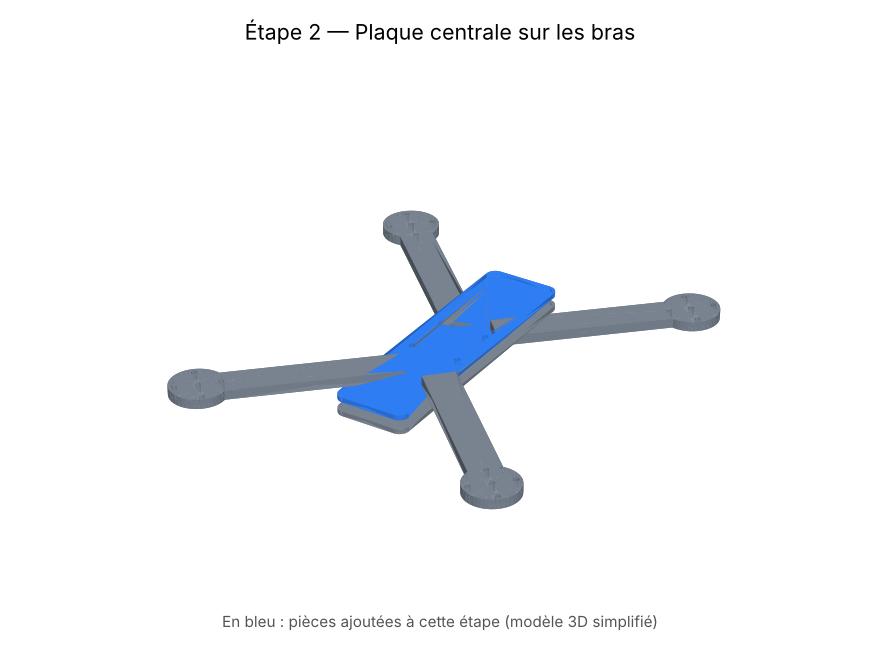 Étape 2 — Plaque centrale sur les bras
En bleu : pièces ajoutées à cette étape (modèle 3D simplifié)